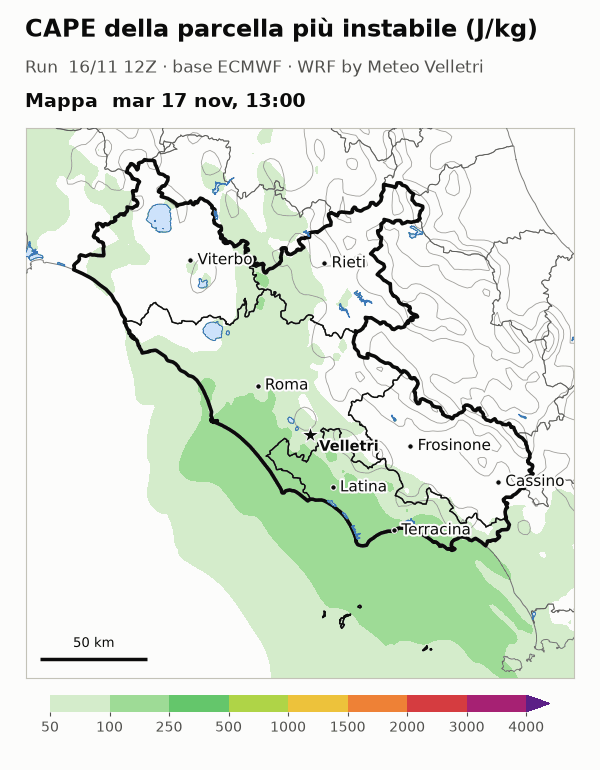 CAPE della parcella più instabile (J/kg)
Run  16/11 12Z · base ECMWF · WRF by Meteo Velletri
Mappa  mar 17 nov, 13:00
Viterbo
Rieti
Roma
Velletri
Frosinone
Cassino
Latina
Terracina
50 km
50 100 250 500 1000 1500 2000 3000 4000